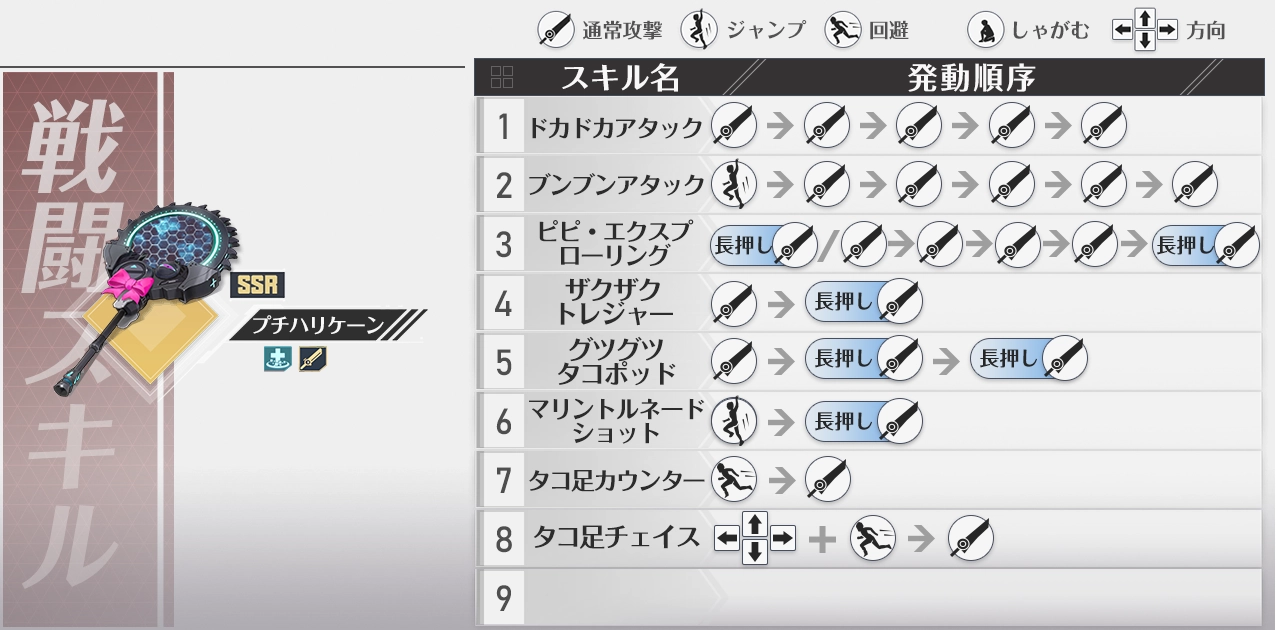 通常攻撃 ジャンプ 回避 しゃがむ 方向
スキル名 発動順序
戦闘スキル
SSR
プチハリケーン
1 ドカドカアタック
2 ブンブンアタック
3 ピピ・エクスプ
ローリング 長押し / 長押し
4 ザクザク
トレジャー 長押し
5 グツグツ
タコポッド 長押し 長押し
6 マリントルネード
ショット 長押し
7 タコ足カウンター
8 タコ足チェイス +
9